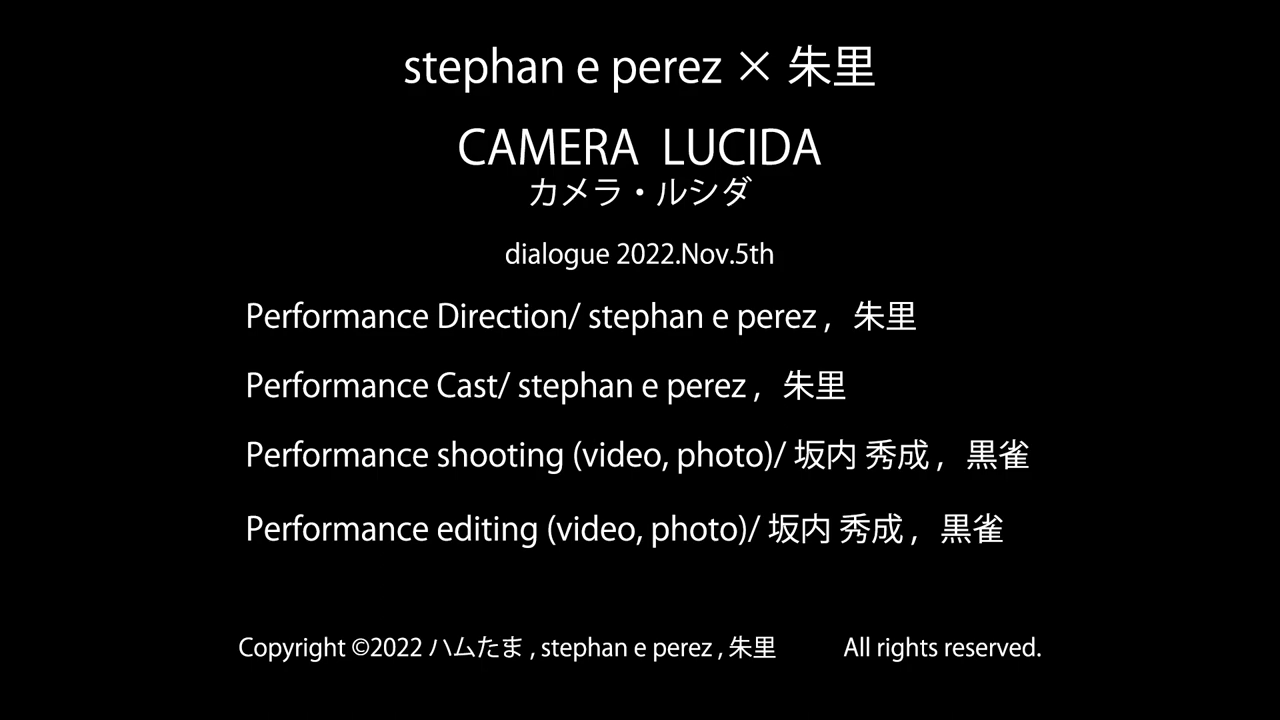 stephan e perez × 朱里
CAMERA LUCIDA
カメラ・ルシダ
dialogue 2022.Nov.5th
Performance Direction/ stephan e perez , 朱里
Performance Cast/ stephan e perez , 朱里
Performance shooting (video, photo)/ 坂内 秀成 , 黒雀
Performance editing (video, photo)/ 坂内 秀成 , 黒雀
Copyright ©2022 ハムたま , stephan e perez , 朱里 All rights reserved.